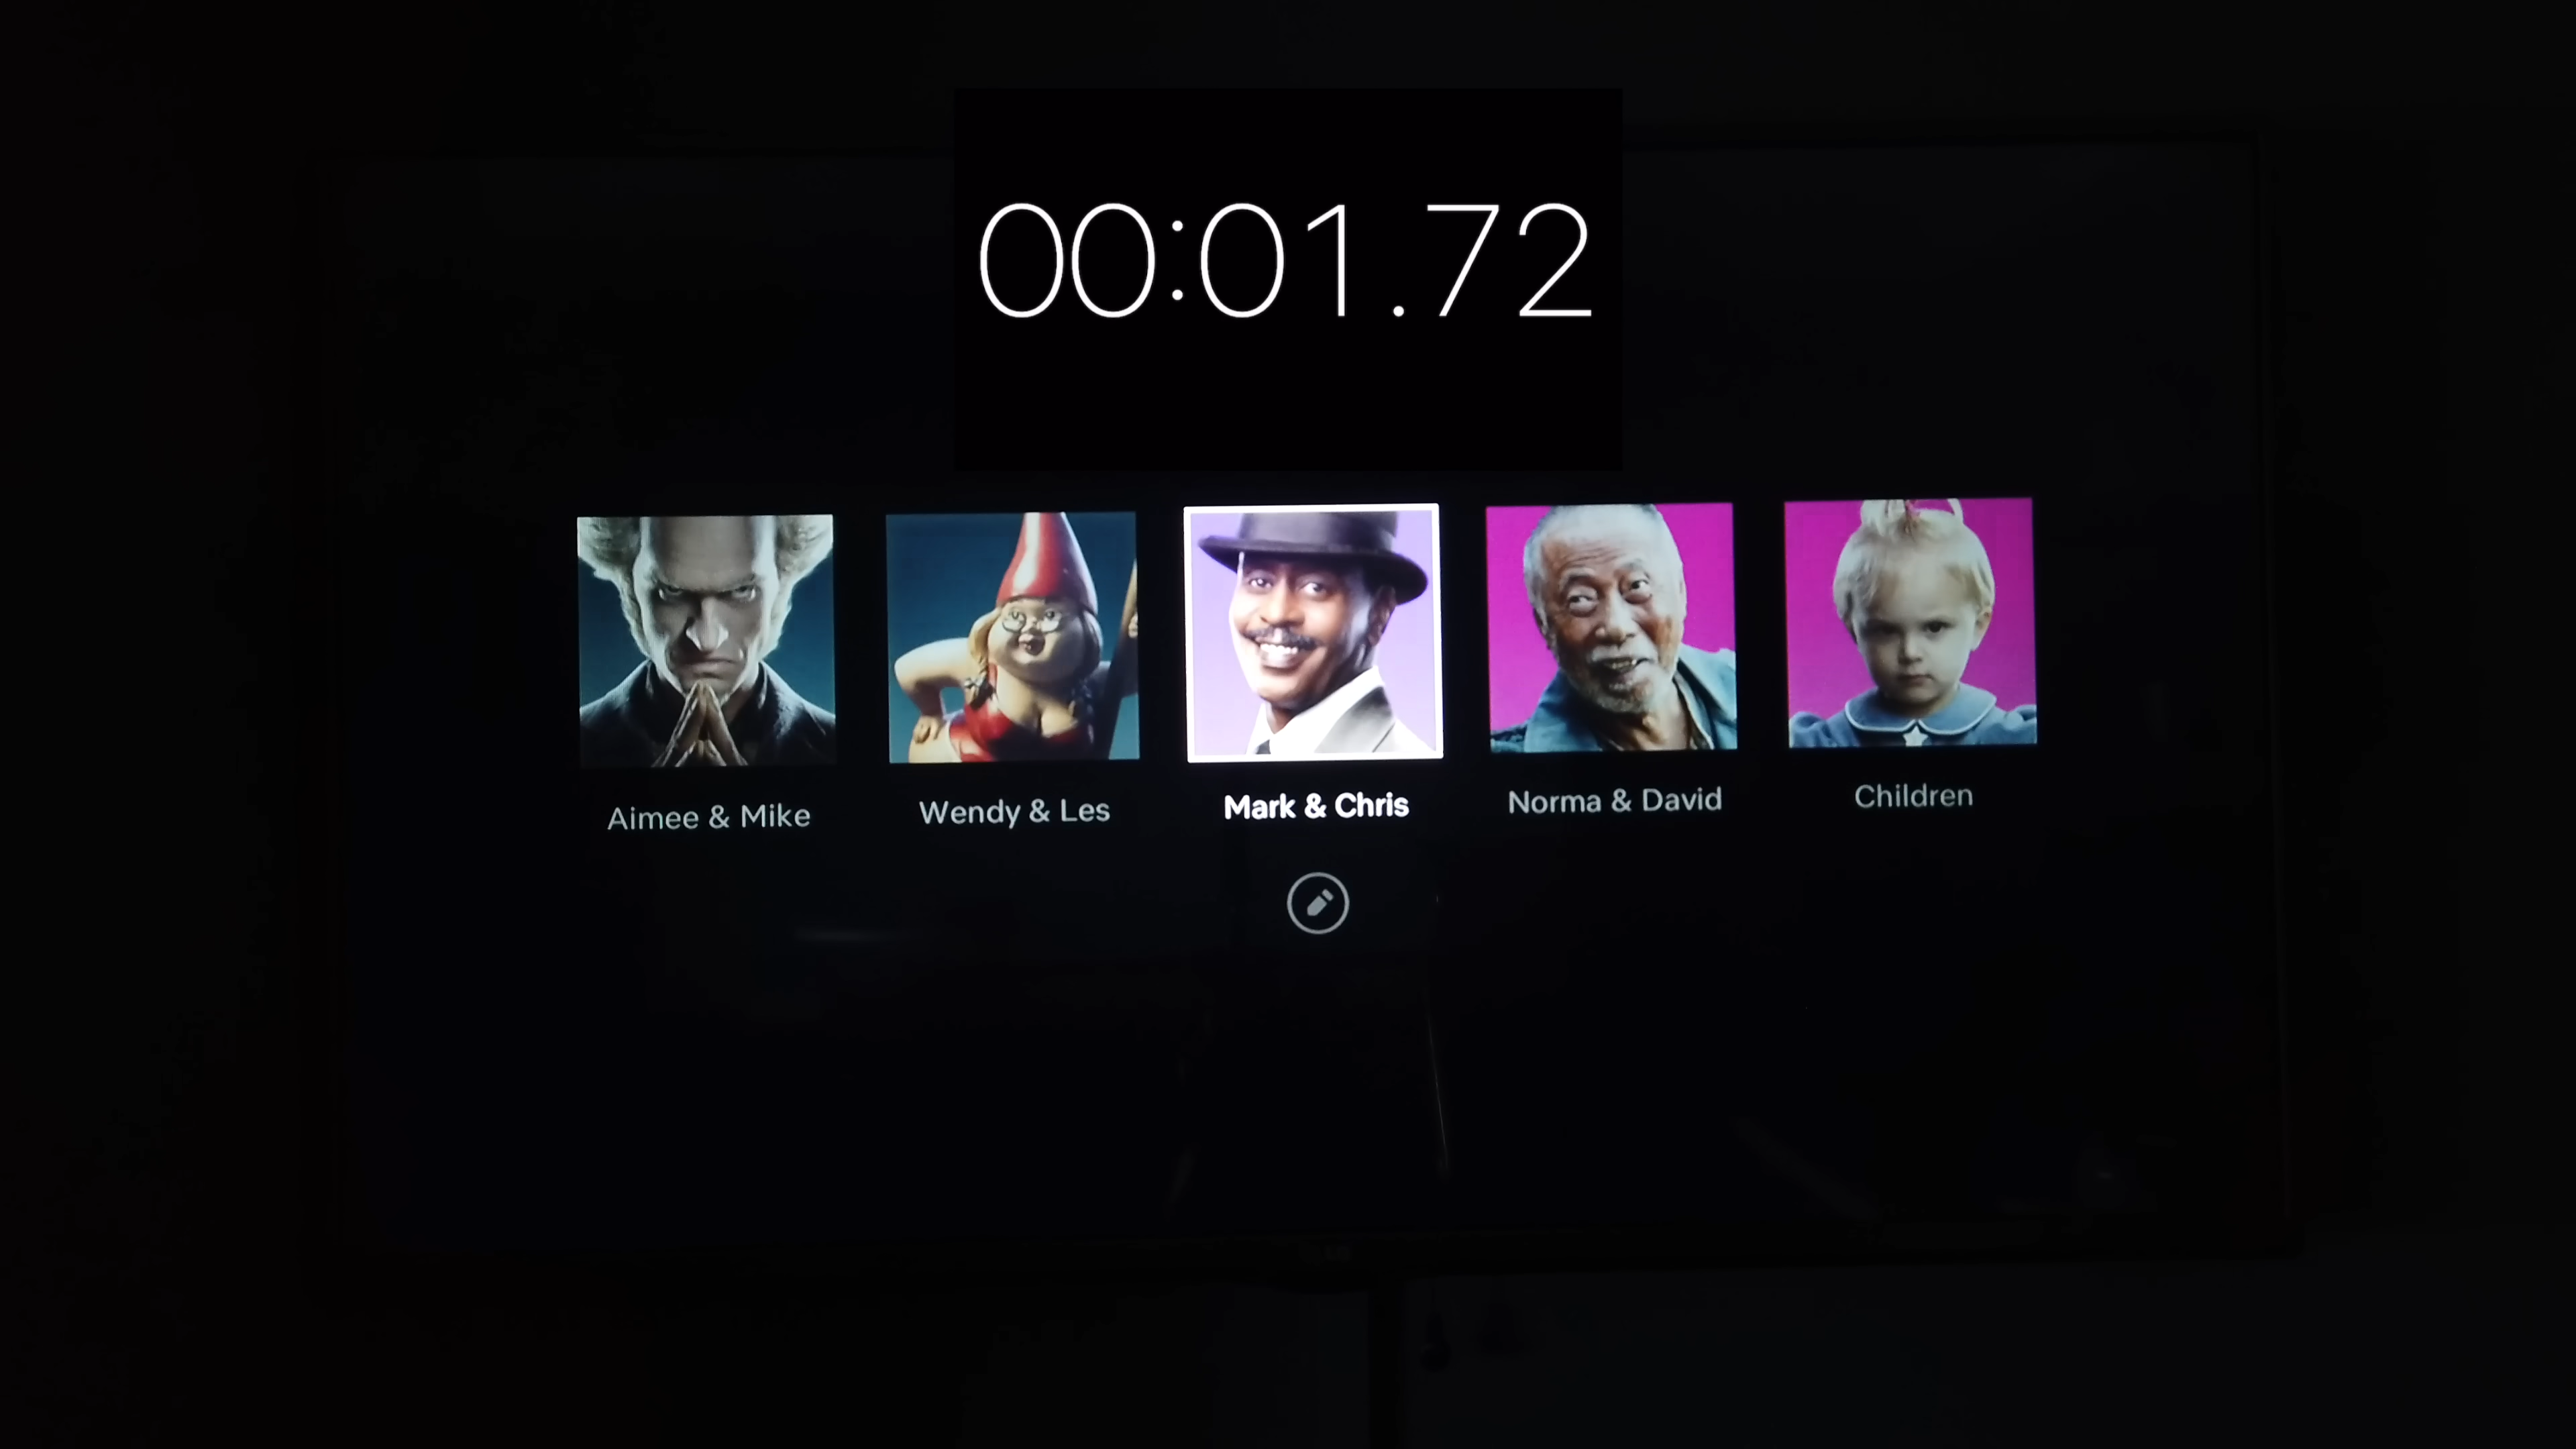 00:01.72
Aimee & Mike
Wendy & Les
Mark & Chris
Norma & David
Children